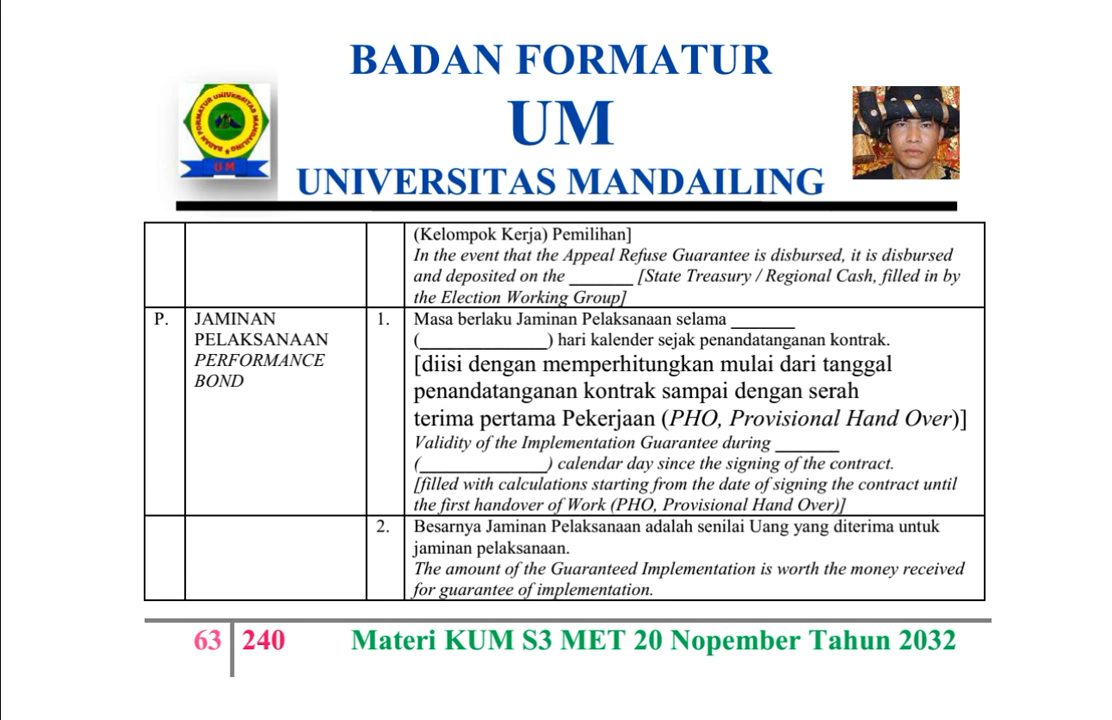 BADAN FORMATUR
UM
UNIVERSITAS MANDAILING
BADAN FORMATUR UNIVERSITAS MANDAILING
U M
(Kelompok Kerja) Pemilihan]
In the event that the Appeal Refuse Guarantee is disbursed, it is disbursed
and deposited on the _______ [State Treasury / Regional Cash, filled in by
the Election Working Group]
P. JAMINAN
PELAKSANAAN
PERFORMANCE
BOND
1. Masa berlaku Jaminan Pelaksanaan selama _______
(______________) hari kalender sejak penandatanganan kontrak.
[diisi dengan memperhitungkan mulai dari tanggal
penandatanganan kontrak sampai dengan serah
terima pertama Pekerjaan (PHO, Provisional Hand Over)]
Validity of the Implementation Guarantee during _______
(______________) calendar day since the signing of the contract.
[filled with calculations starting from the date of signing the contract until
the first handover of Work (PHO, Provisional Hand Over)]
2. Besarnya Jaminan Pelaksanaan adalah senilai Uang yang diterima untuk
jaminan pelaksanaan.
The amount of the Guaranteed Implementation is worth the money received
for guarantee of implementation.
63 240 Materi KUM S3 MET 20 Nopember Tahun 2032